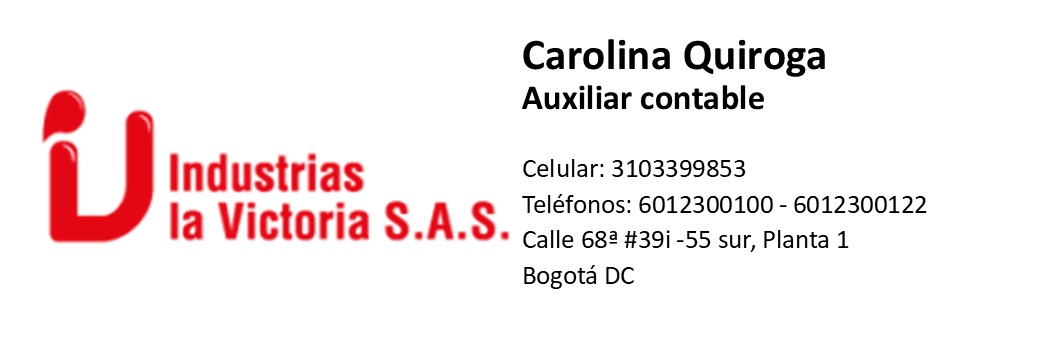 Carolina Quiroga
Auxiliar contable
Industrias
la Victoria S.A.S.
Celular: 3103399853
Teléfonos: 6012300100 - 6012300122
Calle 68ª #39i -55 sur, Planta 1
Bogotá DC